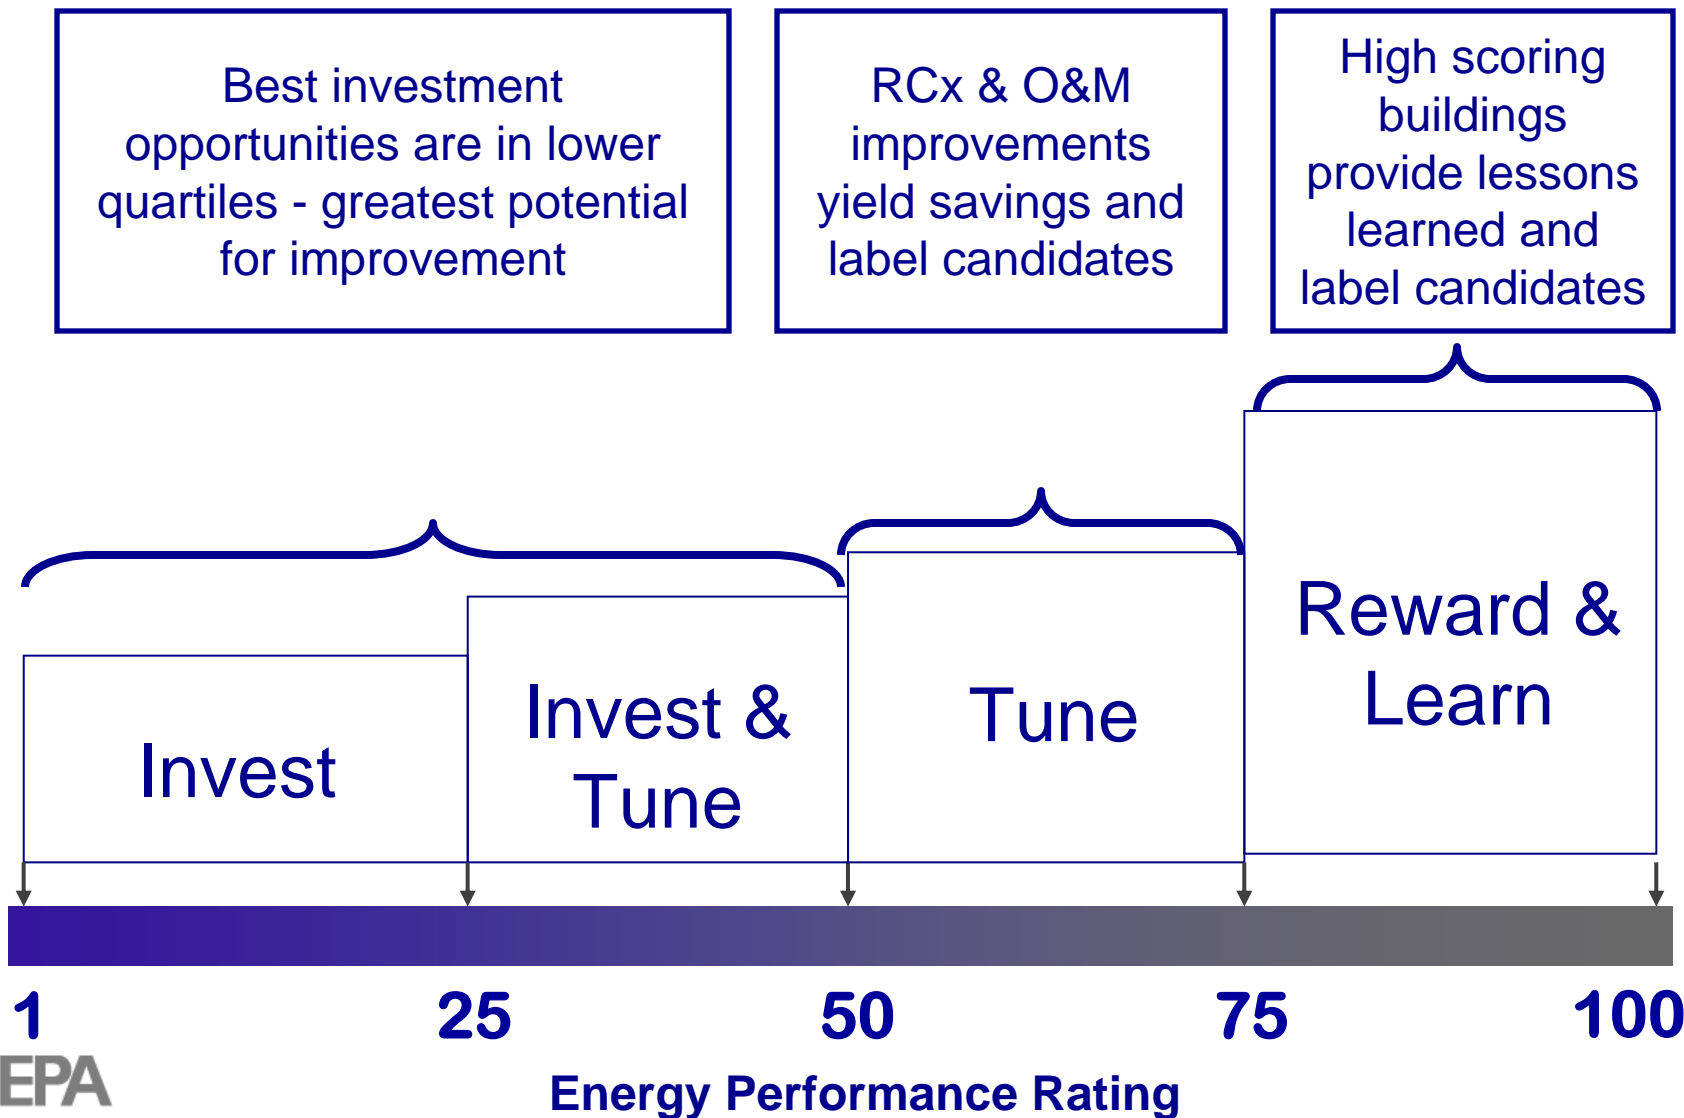 Best investment
opportunities are in lower
quartiles - greatest potential
for improvement
RCx & O&M
improvements
yield savings and
label candidates
High scoring
buildings
provide lessons
learned and
label candidates
Invest
Invest &
Tune
Tune
Reward &
Learn
1 25 50 75 100
EPA
Energy Performance Rating